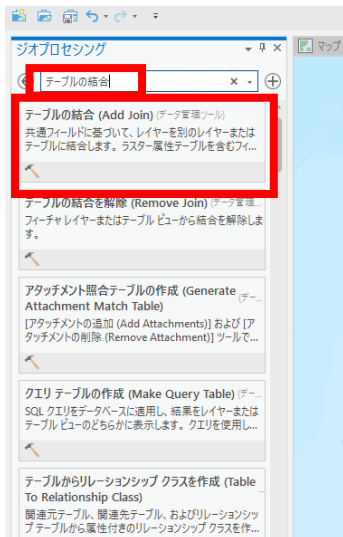 ジオプロセシング
マップ
テーブルの結合
テーブルの結合 (Add Join) (データ管理ツール)
共通フィールドに基づいて、レイヤーを別のレイヤーまたは
テーブルに結合します。ラスター属性テーブルを含むフィ...
テーブルの結合を解除 (Remove Join) (データ管理...
フィーチャ レイヤーまたはテーブル ビューから結合を解除しま
す。
アタッチメント照合テーブルの作成 (Generate (デー...
Attachment Match Table)
[アタッチメントの追加 (Add Attachments)] および [ア
タッチメントの削除 (Remove Attachment)] ツールで...
クエリ テーブルの作成 (Make Query Table) (デー...
SQL クエリをデータベースに適用し、結果をレイヤーまたは
テーブル ビューのどちらかに表示します。クエリを使用し...
テーブルからリレーションシップ クラスを作成 (Table
To Relationship Class) ...
関連元テーブル、関連先テーブル、およびリレーションシッ
プ テーブルから属性付きのリレーションシップ クラスを作...